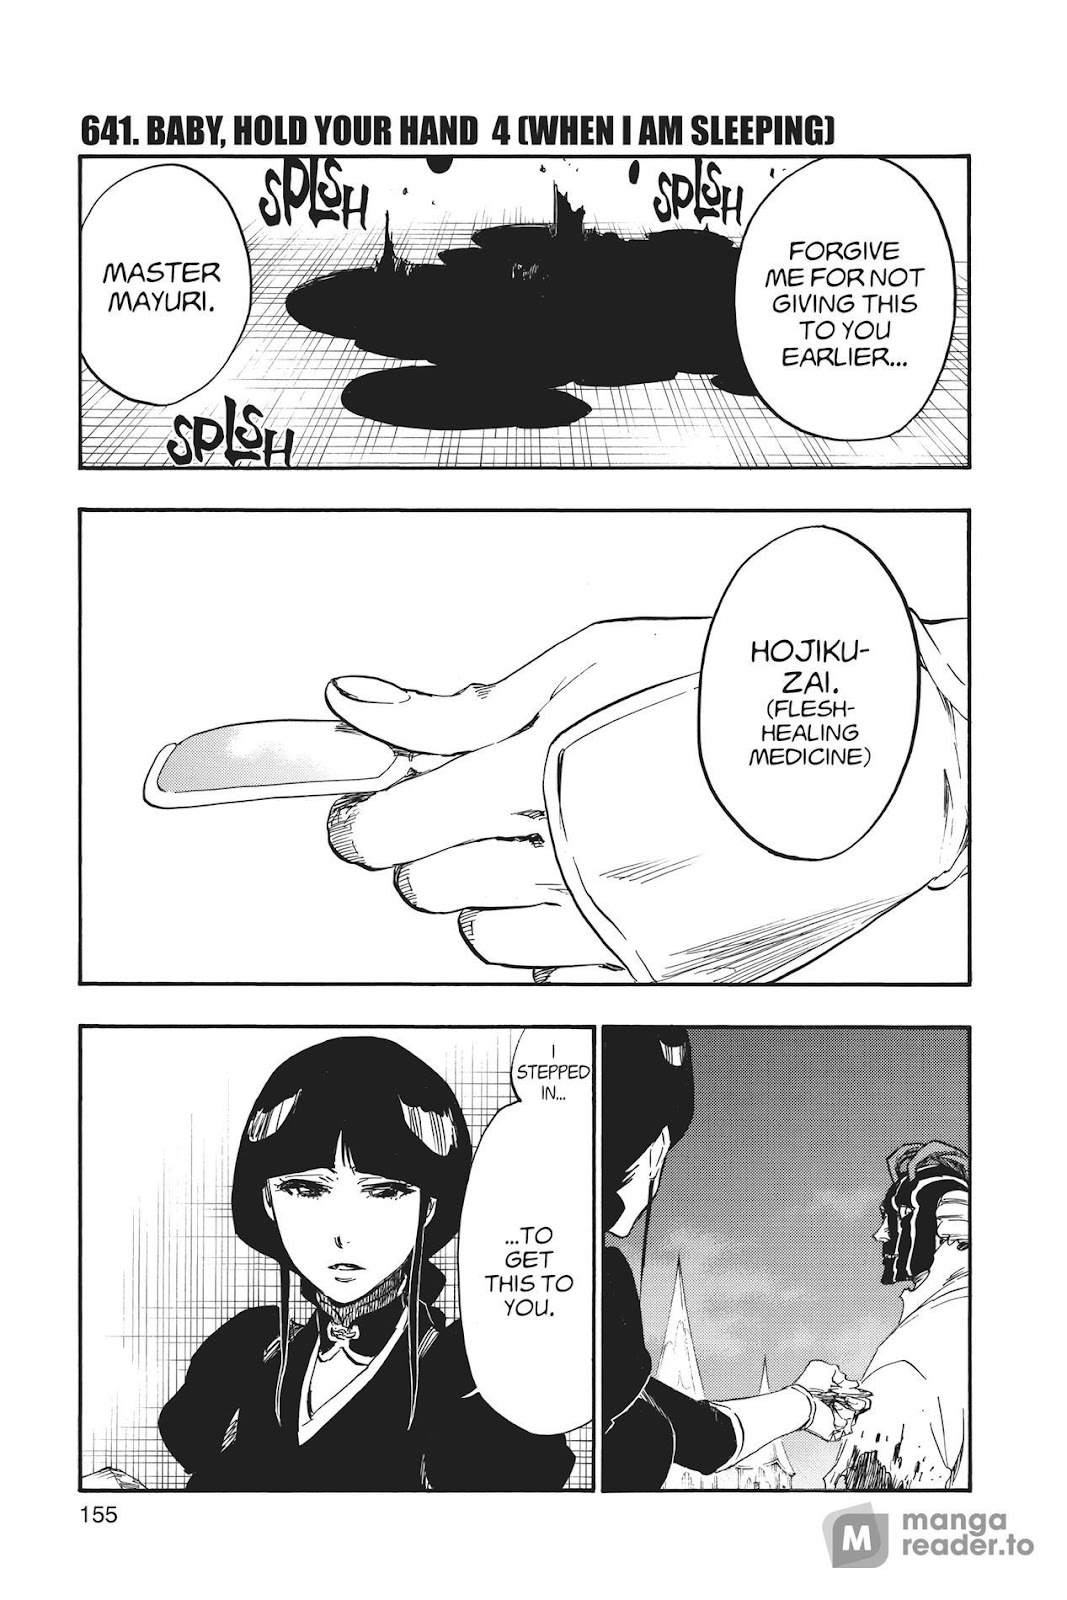 641. BABY, HOLD YOUR HAND 4 (WHEN I AM SLEEPING)
SPLSH
SPLSH
FORGIVE
ME FOR NOT
GIVING THIS
TO YOU
EARLIER...
MASTER
MAYURI.
SPLSH
HOJIKU-
ZAI.
(FLESH-
HEALING
MEDICINE)
I
STEPPED
IN...
...TO
GET
THIS TO
YOU.
155
M
manga
reader.to